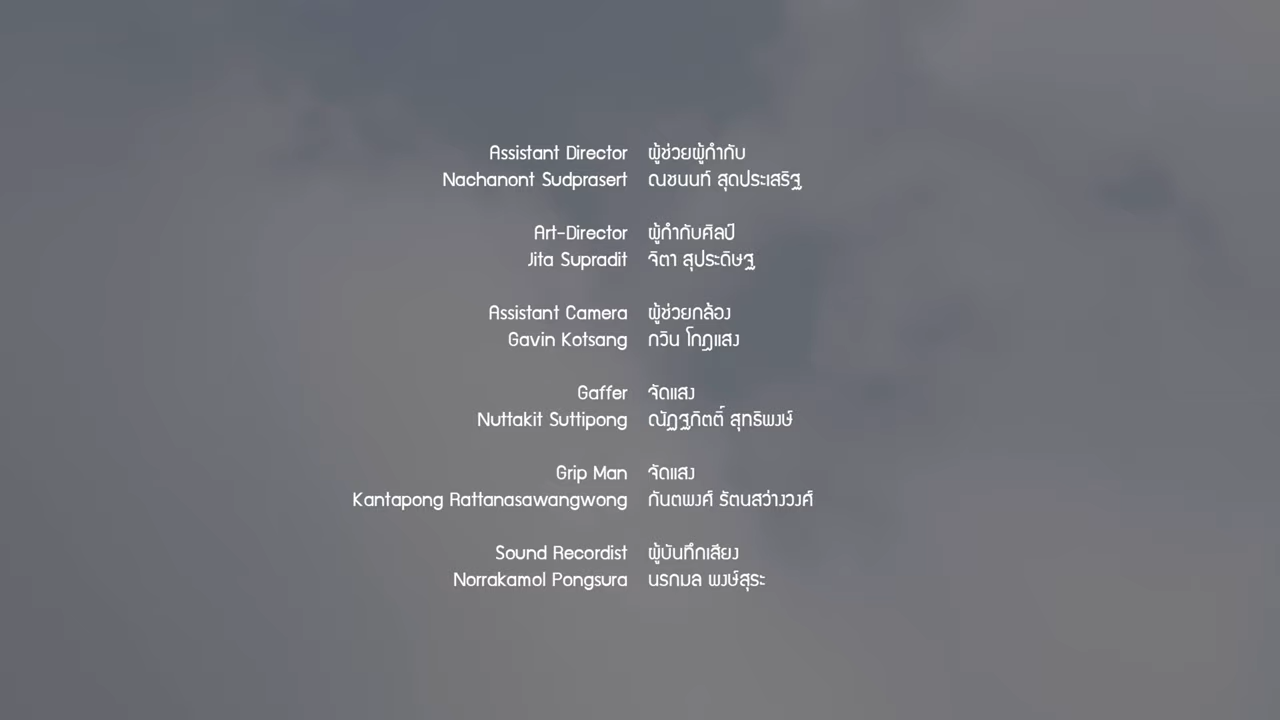 Assistant Director ผู้ช่วยผู้กำกับ
Nachanont Sudprasert ณชนนท์ สุดประเสริฐ
Art-Director ผู้กำกับศิลป์
Jita Supradit จิตา สุประดิษฐ
Assistant Camera ผู้ช่วยกล้อง
Gavin Kotsang กวิน โกฎแสง
Gaffer จัดแสง
Nuttakit Suttipong ณัฏฐกิตติ์ สุทธิพงษ์
Grip Man จัดแสง
Kantapong Rattanasawangwong กันตพงศ์ รัตนสว่างวงศ์
Sound Recordist ผู้บันทึกเสียง
Norrakamol Pongsura นรกมล พงษ์สุระ